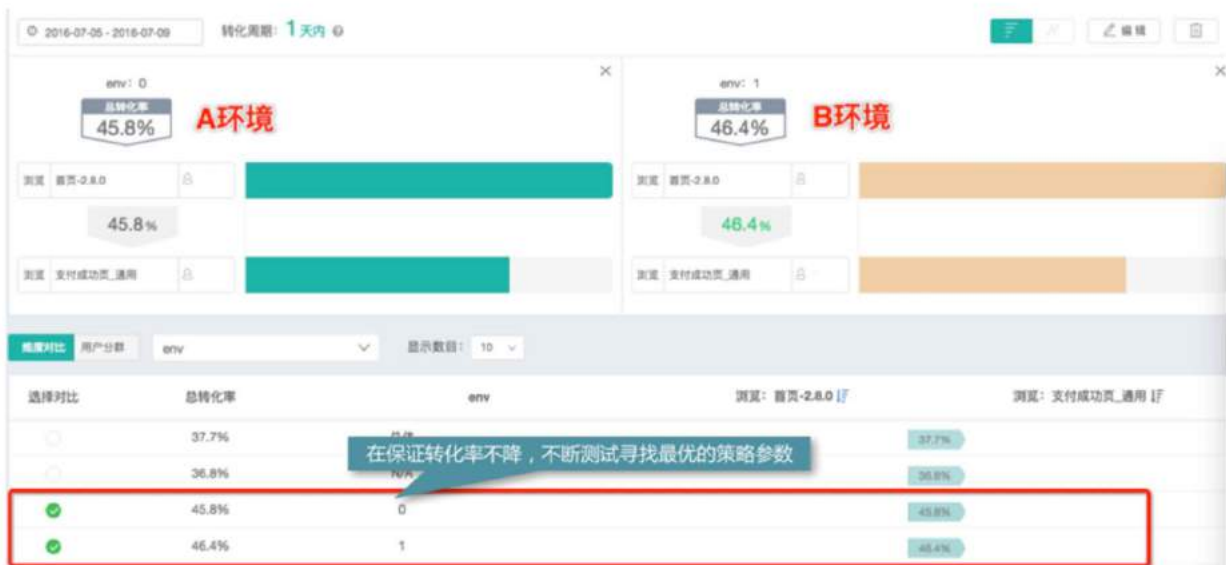 2016-07-05 - 2016-07-09 转化周期: 1 天内 编辑
env: 0
总转化率
45.8%
A环境
浏览 首页-2.8.0
45.8%
浏览 支付成功页_通用
env: 1
总转化率
46.4%
B环境
浏览 首页-2.8.0
46.4%
浏览 支付成功页_通用
维度对比 用户分群 env 显示数目: 10
选择对比 总转化率 env 浏览: 首页-2.8.0 浏览: 支付成功页_通用
37.7% 总体 37.7%
在保证转化率不降，不断测试寻找最优的策略参数
36.8% N/A 36.8%
45.8% 0 45.8%
46.4% 1 46.4%